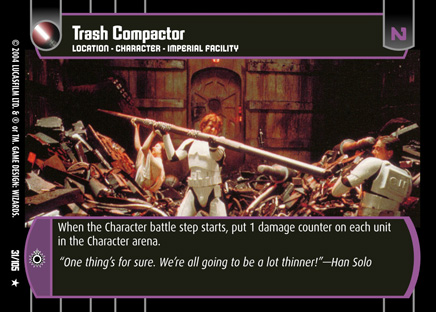 Trash Compactor
LOCATION • CHARACTER • IMPERIAL FACILITY
N
When the Character battle step starts, put 1 damage counter on each unit
in the Character arena.
“One thing’s for sure. We’re all going to be a lot thinner!”—Han Solo
© 2004 LUCASFILM LTD. & ® or TM. GAME DESIGN: WIZARDS.
31/105